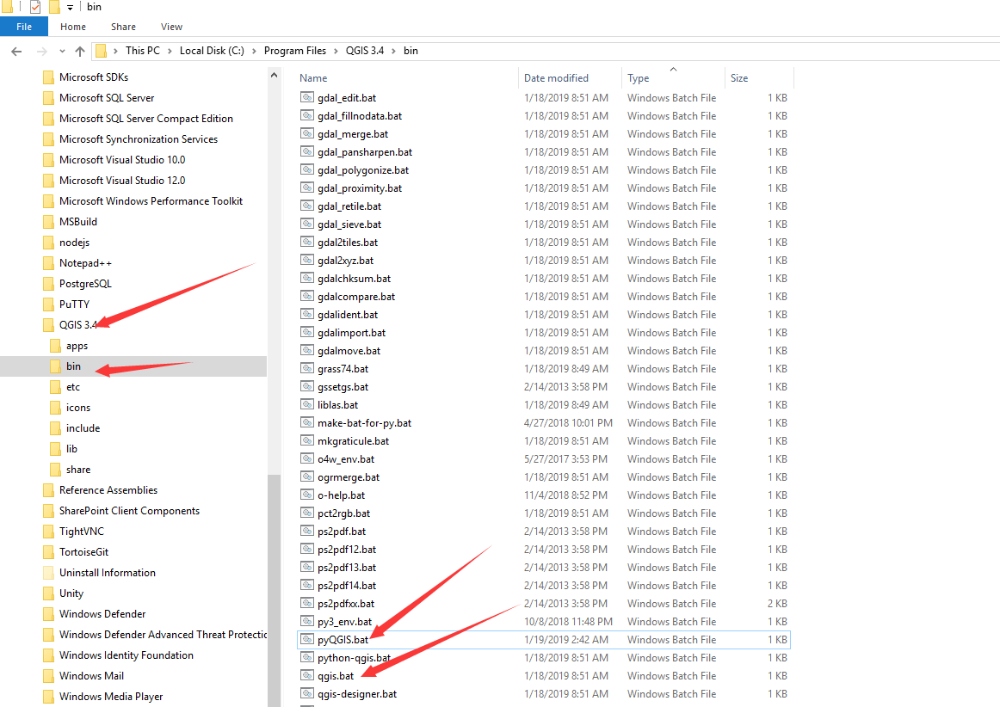 bin
File Home Share View
This PC Local Disk (C:) Program Files QGIS 3.4 bin
Microsoft SDKs
Microsoft SQL Server
Microsoft SQL Server Compact Edition
Microsoft Synchronization Services
Microsoft Visual Studio 10.0
Microsoft Visual Studio 12.0
Microsoft Windows Performance Toolkit
MSBuild
nodejs
Notepad++
PostgreSQL
PuTTY
QGIS 3.4
apps
bin
etc
icons
include
lib
share
Reference Assemblies
SharePoint Client Components
TightVNC
TortoiseGit
Uninstall Information
Unity
Windows Defender
Windows Defender Advanced Threat Protectic
Windows Identity Foundation
Windows Mail
Windows Media Player
Name Date modified Type Size
gdal_edit.bat 1/18/2019 8:51 AM Windows Batch File 1 KB
gdal_fillnodata.bat 1/18/2019 8:51 AM Windows Batch File 1 KB
gdal_merge.bat 1/18/2019 8:51 AM Windows Batch File 1 KB
gdal_pansharpen.bat 1/18/2019 8:51 AM Windows Batch File 1 KB
gdal_polygonize.bat 1/18/2019 8:51 AM Windows Batch File 1 KB
gdal_proximity.bat 1/18/2019 8:51 AM Windows Batch File 1 KB
gdal_retile.bat 1/18/2019 8:51 AM Windows Batch File 1 KB
gdal_sieve.bat 1/18/2019 8:51 AM Windows Batch File 1 KB
gdal2tiles.bat 1/18/2019 8:51 AM Windows Batch File 1 KB
gdal2xyz.bat 1/18/2019 8:51 AM Windows Batch File 1 KB
gdalchksum.bat 1/18/2019 8:51 AM Windows Batch File 1 KB
gdalcompare.bat 1/18/2019 8:51 AM Windows Batch File 1 KB
gdalident.bat 1/18/2019 8:51 AM Windows Batch File 1 KB
gdalimport.bat 1/18/2019 8:51 AM Windows Batch File 1 KB
gdalmove.bat 1/18/2019 8:51 AM Windows Batch File 1 KB
grass74.bat 1/18/2019 8:49 AM Windows Batch File 1 KB
gssetgs.bat 2/14/2013 3:58 PM Windows Batch File 1 KB
liblas.bat 1/18/2019 8:49 AM Windows Batch File 1 KB
make-bat-for-py.bat 4/27/2018 10:01 PM Windows Batch File 1 KB
mkgraticule.bat 1/18/2019 8:51 AM Windows Batch File 1 KB
o4w_env.bat 5/27/2017 3:53 PM Windows Batch File 1 KB
ogrmerge.bat 1/18/2019 8:51 AM Windows Batch File 1 KB
o-help.bat 11/4/2018 8:52 PM Windows Batch File 1 KB
pct2rgb.bat 1/18/2019 8:51 AM Windows Batch File 1 KB
ps2pdf.bat 2/14/2013 3:58 PM Windows Batch File 1 KB
ps2pdf12.bat 2/14/2013 3:58 PM Windows Batch File 1 KB
ps2pdf13.bat 2/14/2013 3:58 PM Windows Batch File 1 KB
ps2pdf14.bat 2/14/2013 3:58 PM Windows Batch File 1 KB
ps2pdfxx.bat 2/14/2013 3:58 PM Windows Batch File 2 KB
py3_env.bat 10/8/2018 11:48 PM Windows Batch File 1 KB
pyQGIS.bat 1/19/2019 2:42 AM Windows Batch File 1 KB
python-qgis.bat 1/18/2019 8:51 AM Windows Batch File 1 KB
qgis.bat 1/18/2019 8:51 AM Windows Batch File 1 KB
qgis-designer.bat 1/18/2019 8:51 AM Windows Batch File 1 KB